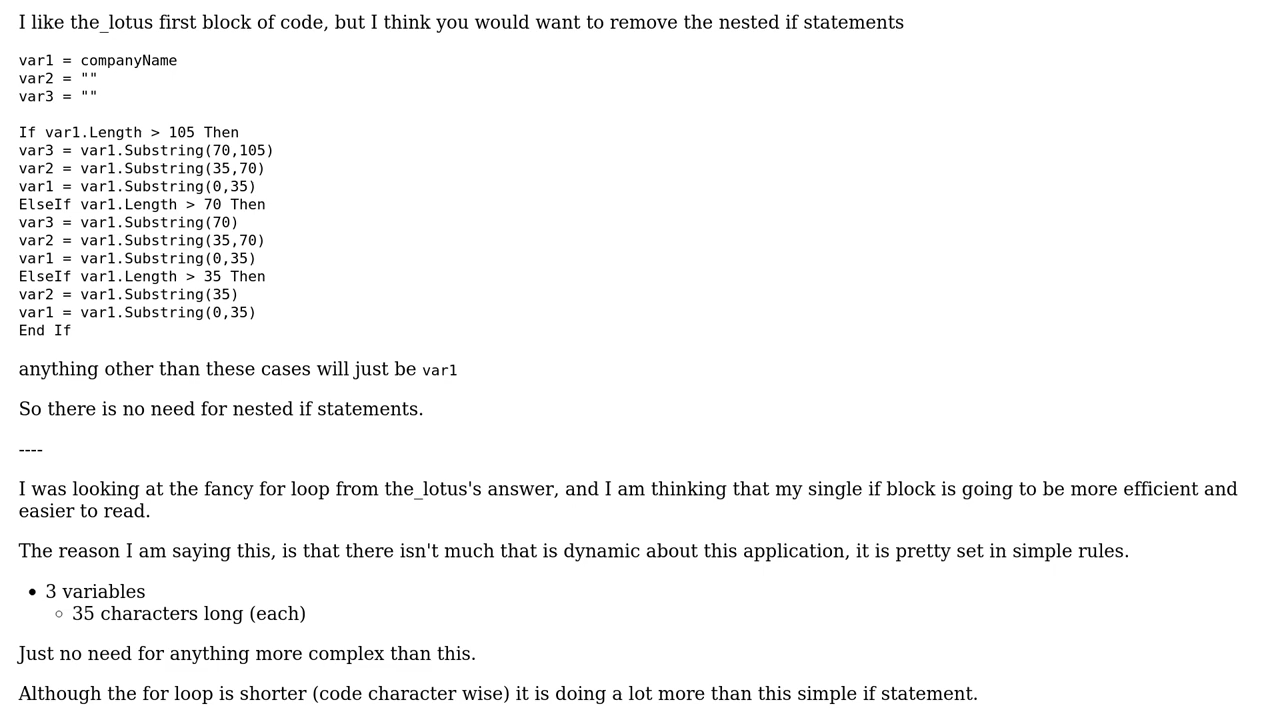 I like the_lotus first block of code, but I think you would want to remove the nested if statements
var1 = companyName
var2 = ""
var3 = ""
If var1.Length > 105 Then
var3 = var1.Substring(70,105)
var2 = var1.Substring(35,70)
var1 = var1.Substring(0,35)
ElseIf var1.Length > 70 Then
var3 = var1.Substring(70)
var2 = var1.Substring(35,70)
var1 = var1.Substring(0,35)
ElseIf var1.Length > 35 Then
var2 = var1.Substring(35)
var1 = var1.Substring(0,35)
End If
anything other than these cases will just be var1
So there is no need for nested if statements.
----
I was looking at the fancy for loop from the_lotus's answer, and I am thinking that my single if block is going to be more efficient and
easier to read.
The reason I am saying this, is that there isn't much that is dynamic about this application, it is pretty set in simple rules.
• 3 variables
◦ 35 characters long (each)
Just no need for anything more complex than this.
Although the for loop is shorter (code character wise) it is doing a lot more than this simple if statement.